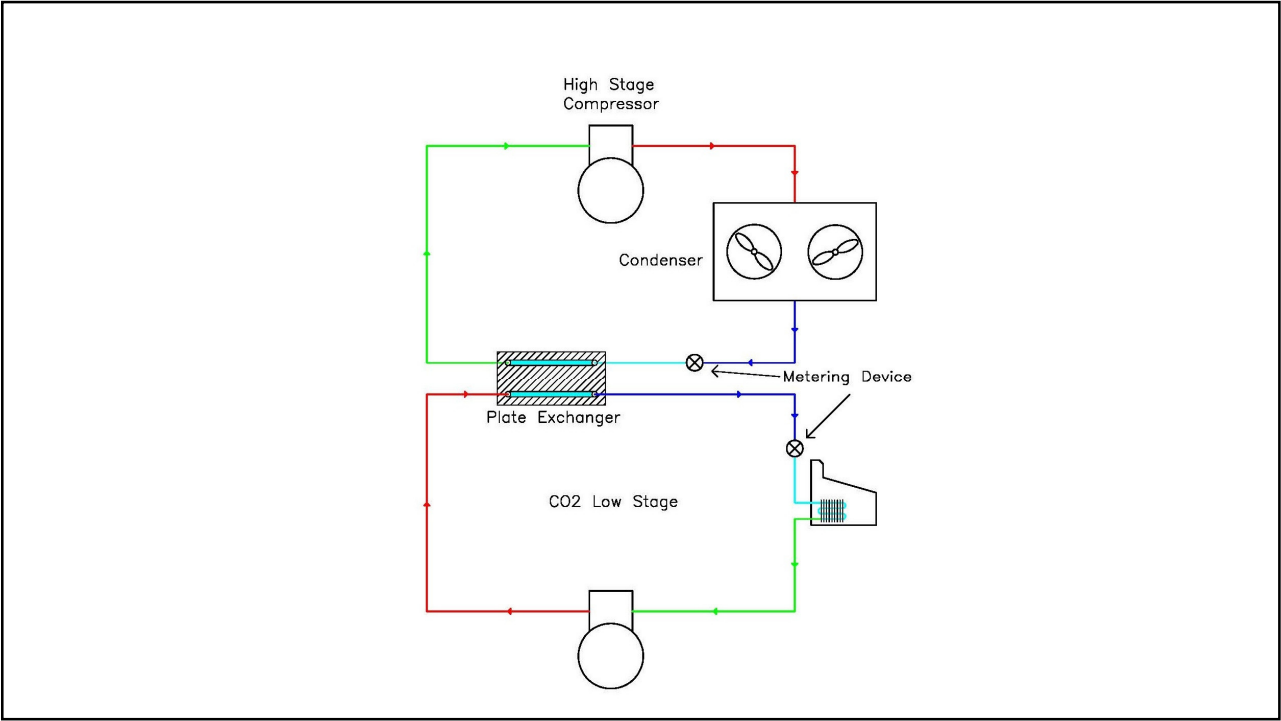 High Stage
Compressor
Condenser
Metering Device
Plate Exchanger
CO2 Low Stage